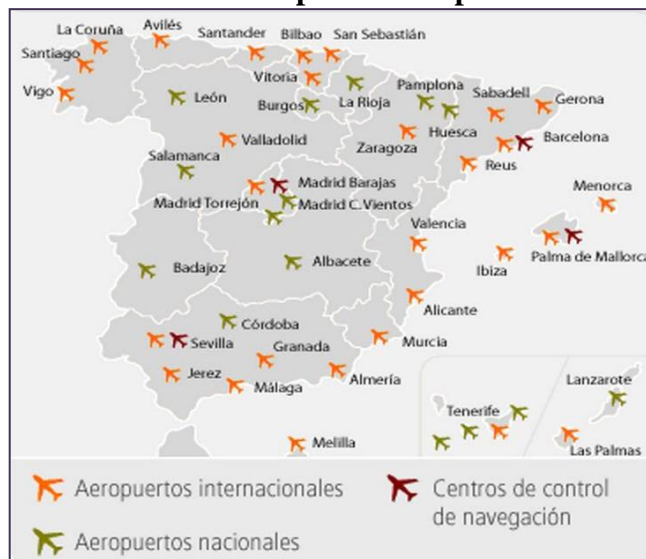 La Coruña
Avilés
Santander
Bilbao
San Sebastián
Santiago
Vitoria
Pamplona
Sabadell
Vigo
León
Burgos
La Rioja
Gerona
Valladolid
Zaragoza
Huesca
Barcelona
Salamanca
Reus
Madrid Barajas
Menorca
Madrid Torrejón
Madrid C.Vientos
Valencia
Badajoz
Albacete
Ibiza
Palma de Mallorca
Alicante
Córdoba
Sevilla
Granada
Murcia
Jerez
Málaga
Almería
Lanzarote
Tenerife
Melilla
Las Palmas
Aeropuertos internacionales
Centros de control
de navegación
Aeropuertos nacionales